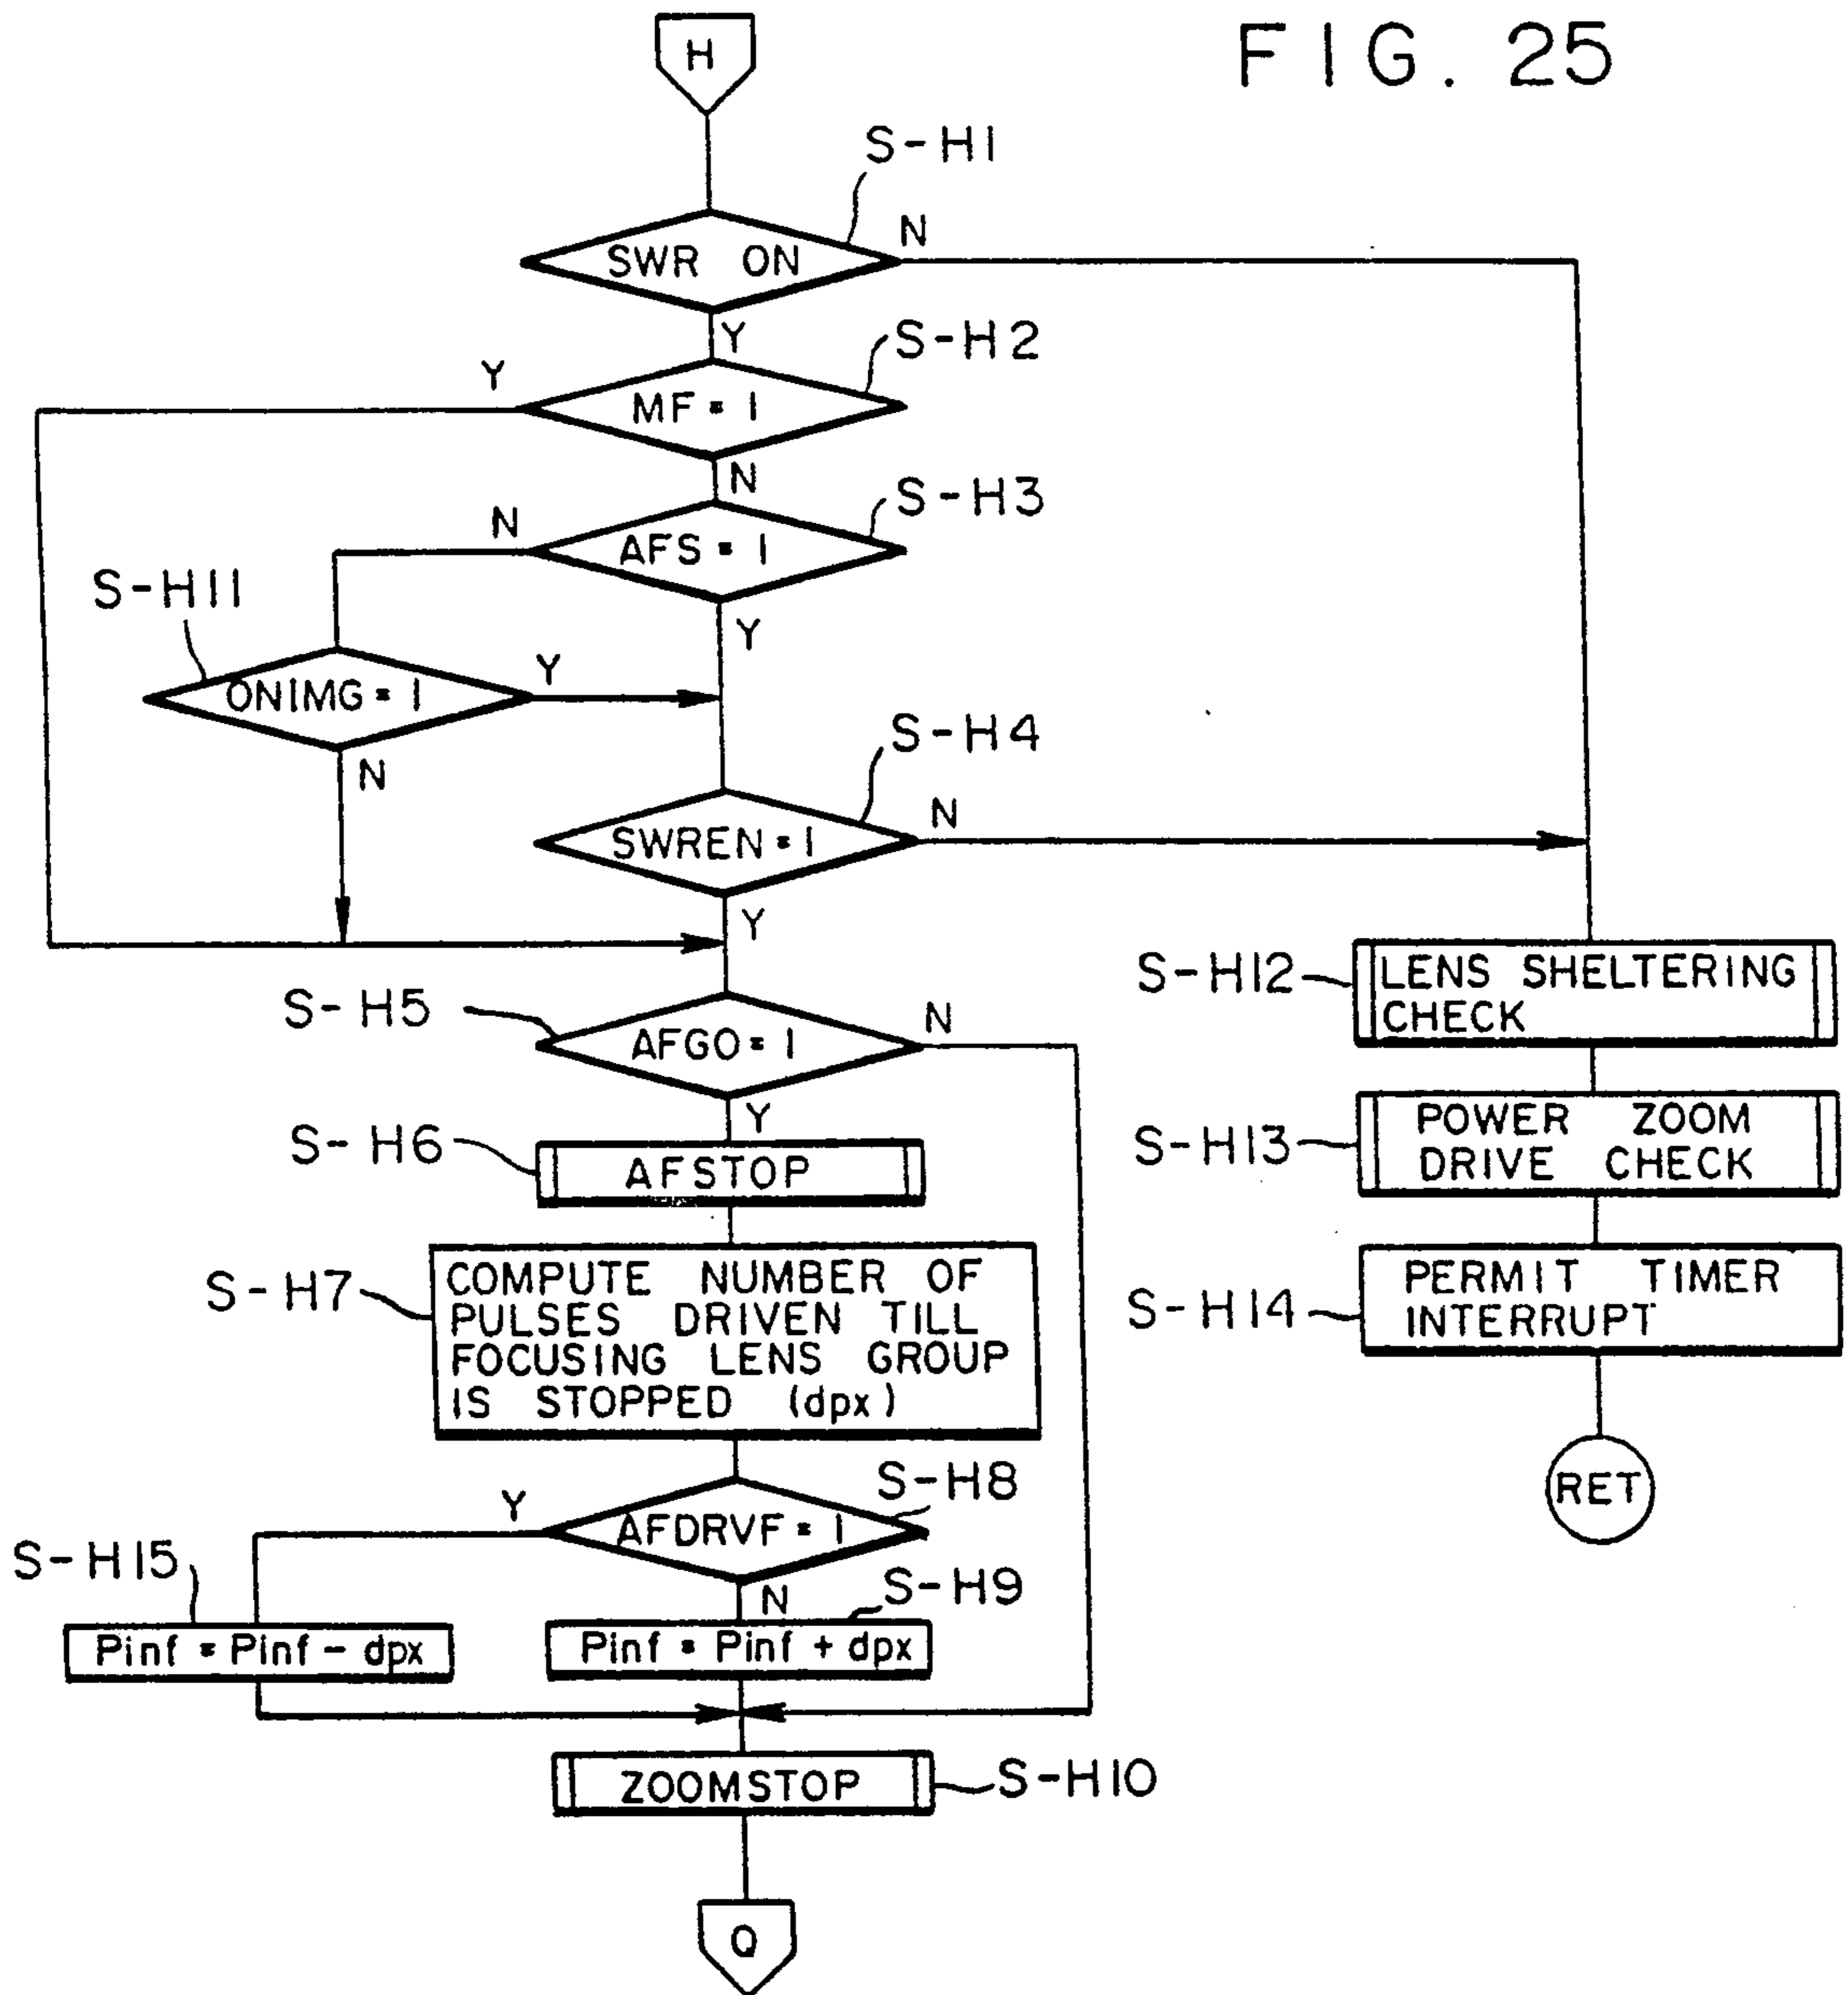 FIG. 25
H
S-H1
SWR ON
N
Y
S-H2
Y
MF = 1
N
S-H3
N
AFS = 1
S-H11
Y
ONIMG = 1
Y
N
S-H4
SWREN = 1
N
Y
S-H5
AFGO = 1
N
Y
S-H6
AFSTOP
S-H7
COMPUTE NUMBER OF
PULSES DRIVEN TILL
FOCUSING LENS GROUP
IS STOPPED (dpx)
S-H8
Y
AFDRVF = 1
N
S-H15
Pinf = Pinf - dpx
S-H9
Pinf = Pinf + dpx
ZOOMSTOP
S-H10
Q
S-H12
LENS SHELTERING
CHECK
S-H13
POWER ZOOM
DRIVE CHECK
S-H14
PERMIT TIMER
INTERRUPT
RET